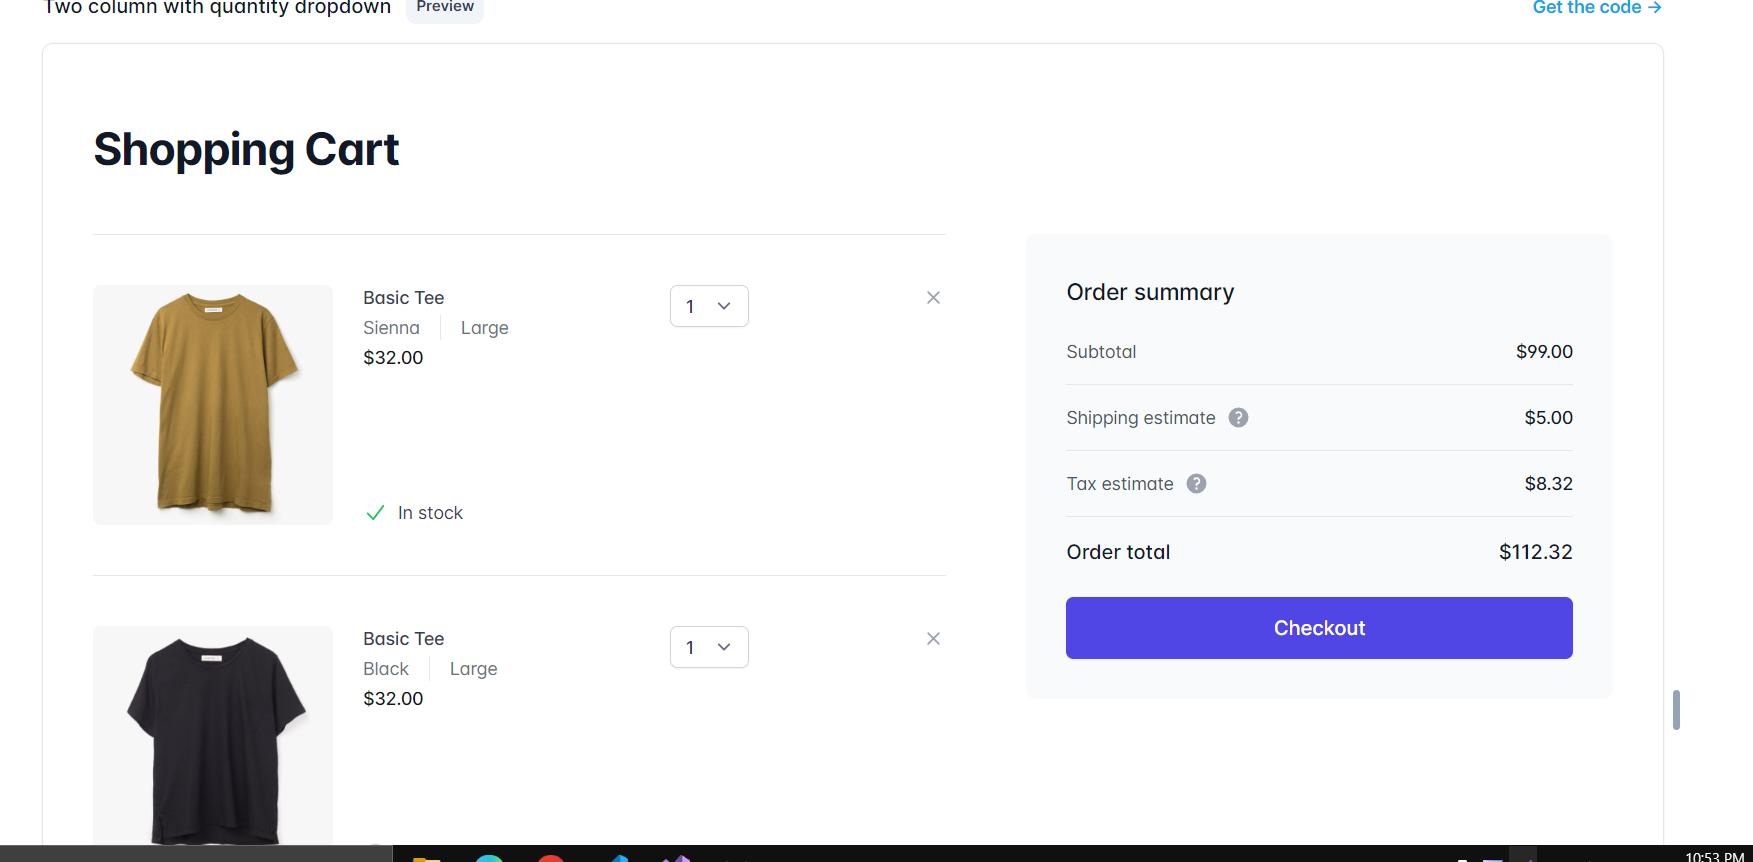 Two column with quantity dropdown
Preview
Get the code →
Shopping Cart
Basic Tee
Sienna
Large
$32.00
1
In stock
Basic Tee
Black
Large
$32.00
1
Order summary
Subtotal
$99.00
Shipping estimate ?
$5.00
Tax estimate ?
$8.32
Order total
$112.32
Checkout
10:53 PM